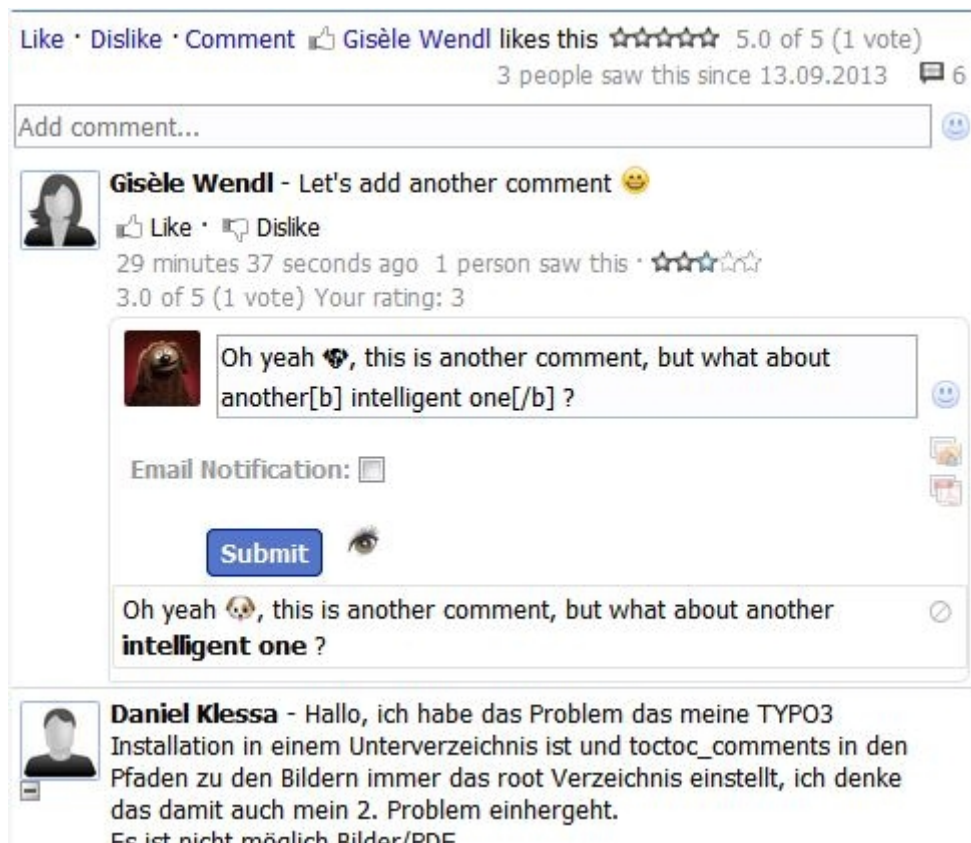 Like · Dislike · Comment Gisèle Wendl likes this 5.0 of 5 (1 vote)
3 people saw this since 13.09.2013 6
Add comment...
Gisèle Wendl - Let's add another comment 😀
Like · Dislike
29 minutes 37 seconds ago 1 person saw this ·
3.0 of 5 (1 vote) Your rating: 3
Oh yeah 🐶, this is another comment, but what about
another[b] intelligent one[/b] ?
Email Notification:
Submit
Oh yeah 🐶, this is another comment, but what about another
intelligent one ?
Daniel Klessa - Hallo, ich habe das Problem das meine TYPO3
Installation in einem Unterverzeichnis ist und toctoc_comments in den
Pfaden zu den Bildern immer das root Verzeichnis einstellt, ich denke
das damit auch mein 2. Problem einhergeht.
Es ist nicht möglich Bilder/PDF